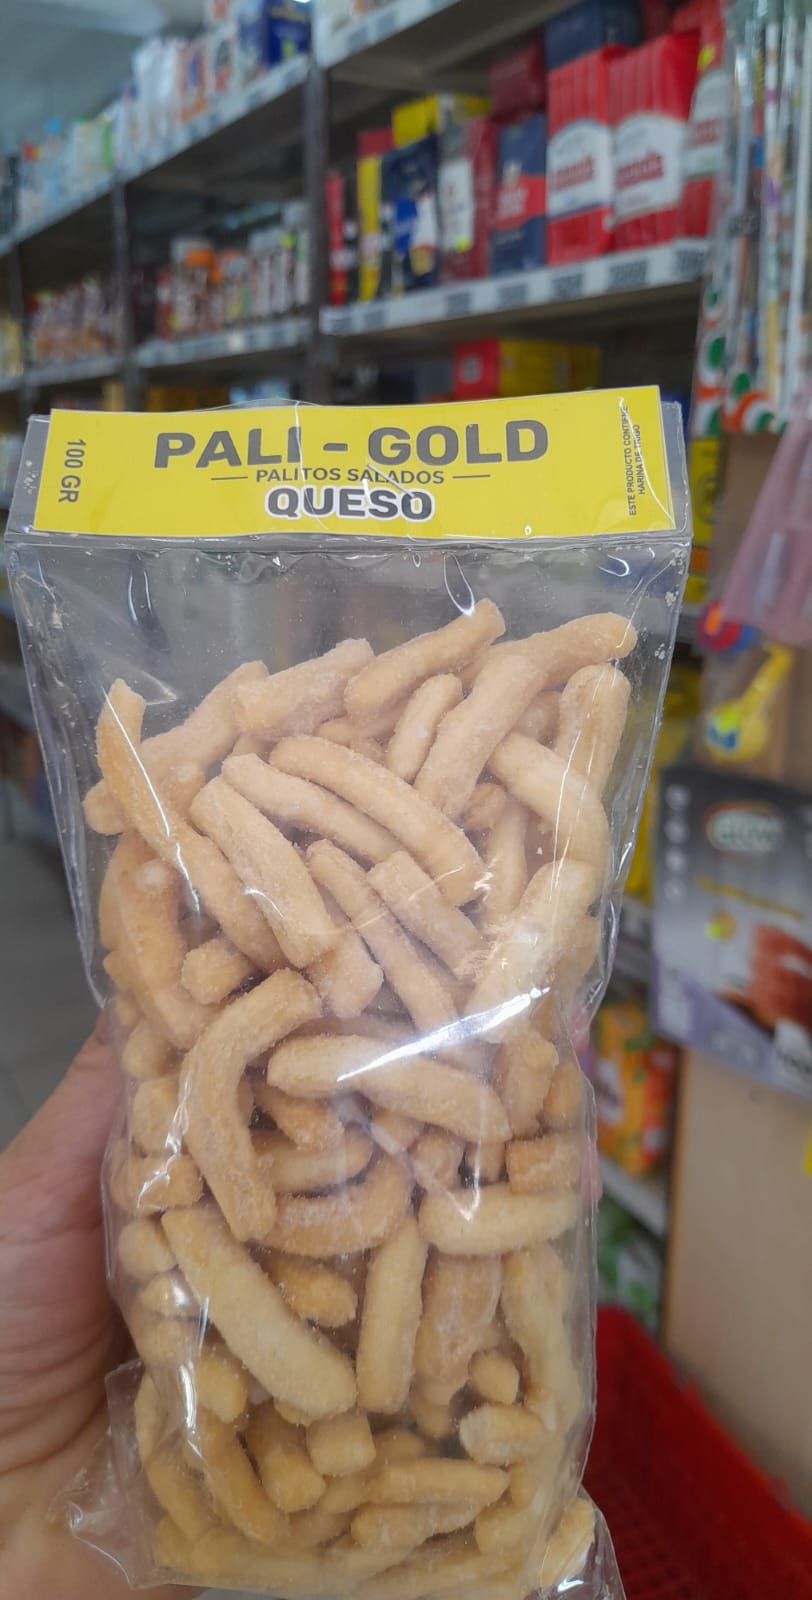 PALI - GOLD
PALITOS SALADOS
QUESO
100 GR
ESTE PRODUCTO CONTIENE
HARINA DE TRIGO